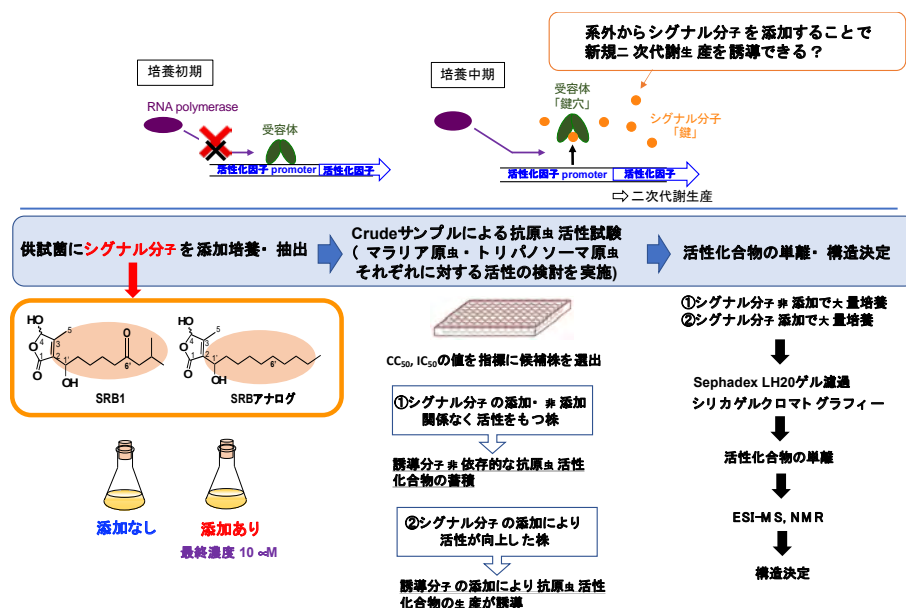 系外からシグナル分子を添加することで
新規二次代謝生産を誘導できる？
培養初期
RNA polymerase
受容体
活性化因子 promoter
活性化因子
培養中期
受容体
「鍵穴」
シグナル分子
「鍵」
活性化因子 promoter
活性化因子
⇨二次代謝生産
供試菌にシグナル分子を添加培養・抽出
Crudeサンプルによる抗原虫活性試験
（マラリア原虫・トリパノソーマ原虫
それぞれに対する活性の検討を実施)
活性化合物の単離・構造決定
HO
5
4
3
O
1
2
1'
O
OH
O
6'
SRB1
HO
5
4
3
O
1
2
1'
O
OH
6'
SRBアナログ
添加なし
添加あり
最終濃度 10 ∞M
CC50, IC50の値を指標に候補株を選出
①シグナル分子の添加・非添加
関係なく活性をもつ株
誘導分子非依存的な抗原虫活性
化合物の蓄積
②シグナル分子の添加により
活性が向上した株
誘導分子の添加により抗原虫活性
化合物の生産が誘導
①シグナル分子非添加で大量培養
②シグナル分子添加で大量培養
Sephadex LH20ゲル濾過
シリカゲルクロマトグラフィー
活性化合物の単離
ESI-MS, NMR
構造決定